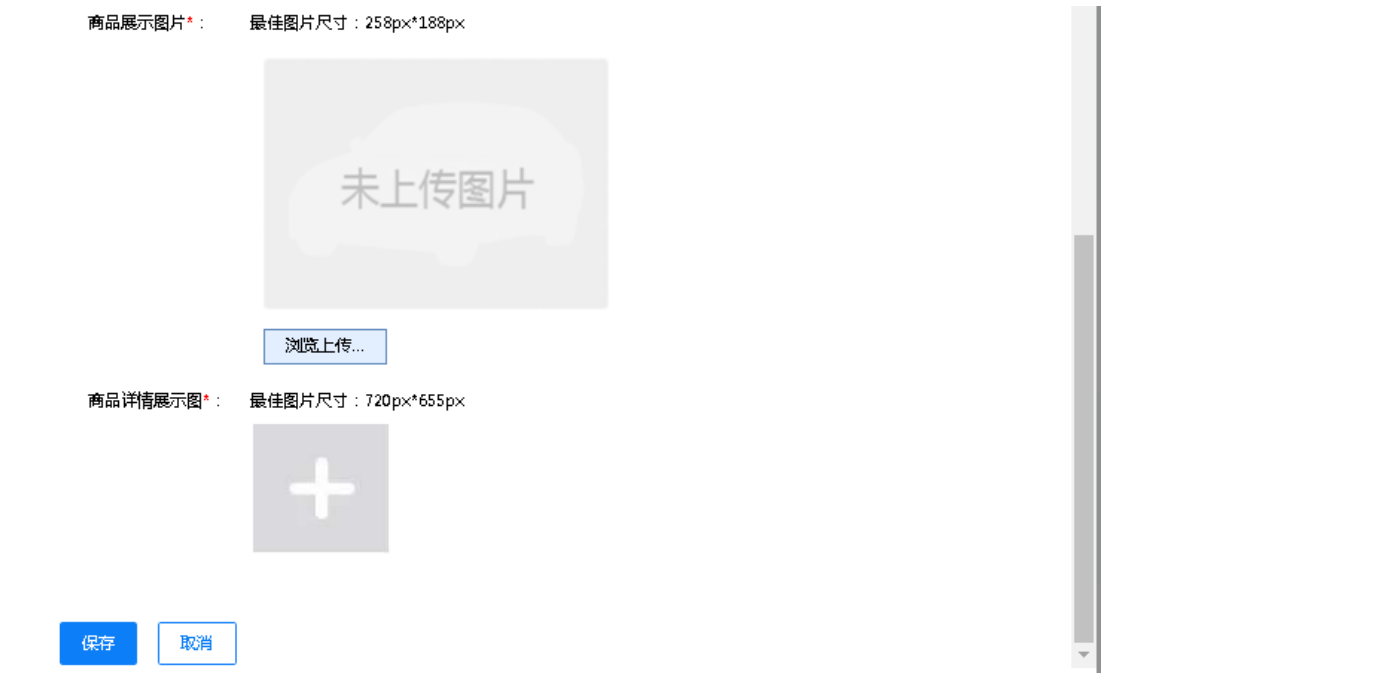 商品展示图片*： 最佳图片尺寸：258px*188px
未上传图片
浏览上传...
商品详情展示图*： 最佳图片尺寸：720px*655px
保存 取消